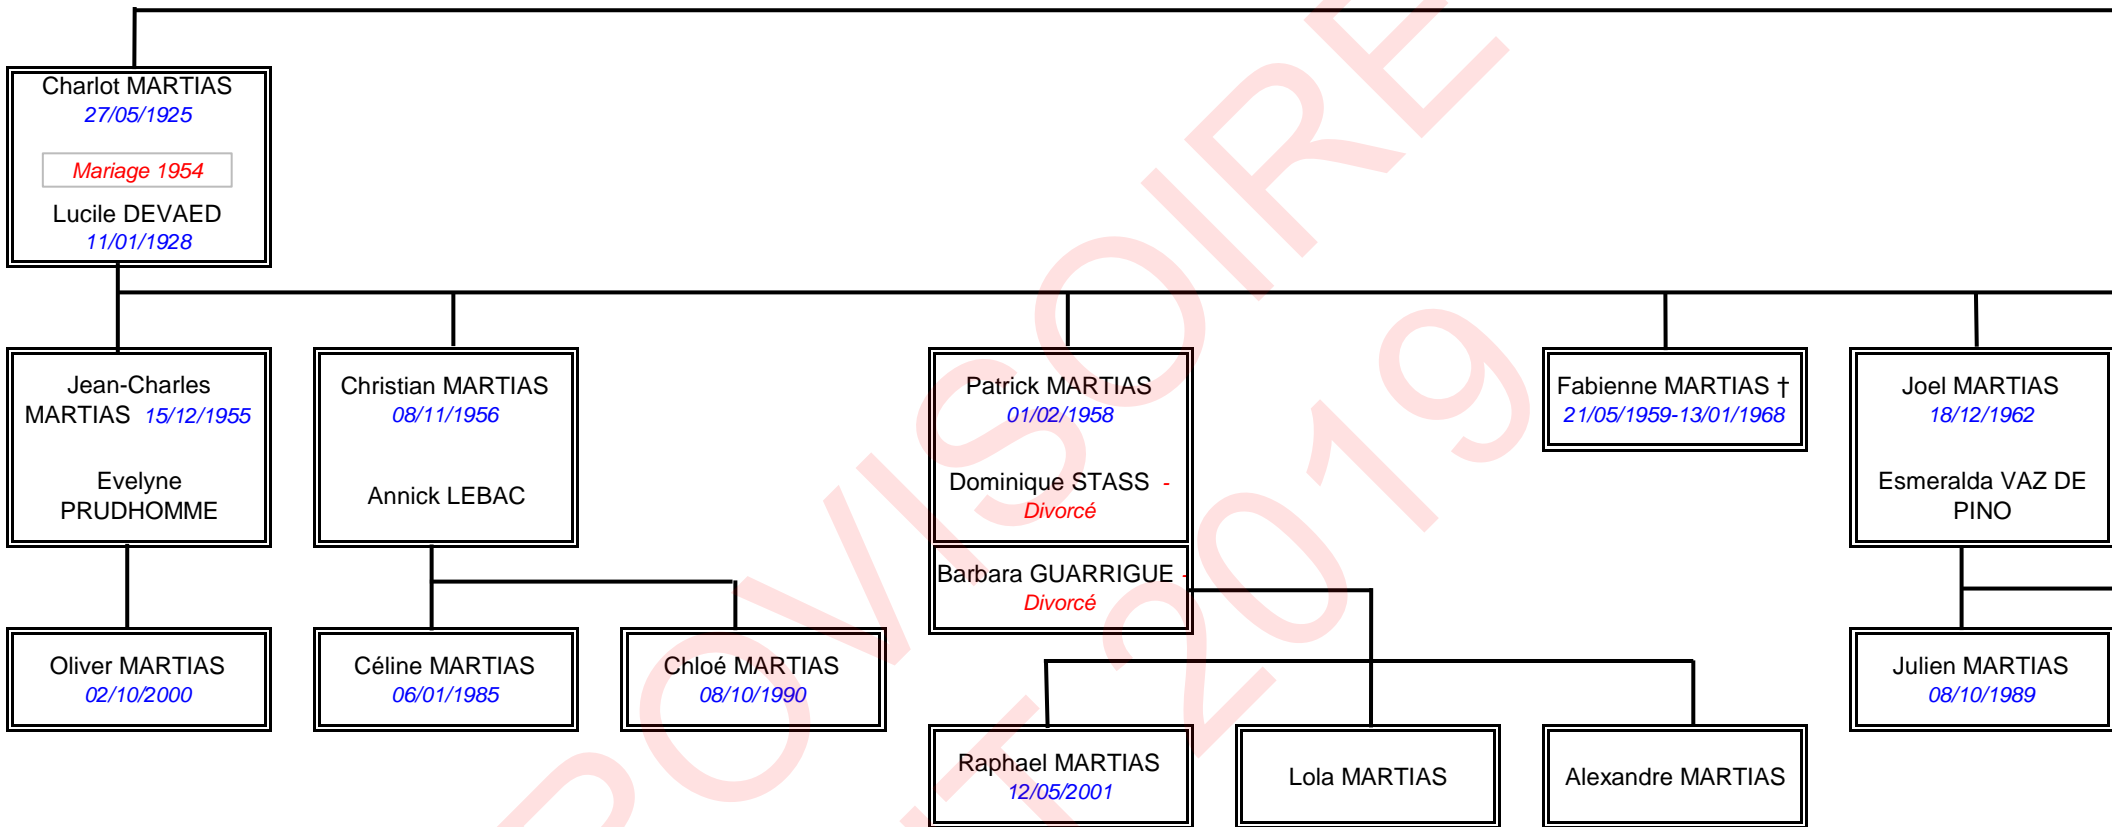 Charlot MARTIAS
27/05/1925
Mariage 1954
Lucile DEVAED
11/01/1928
Jean-Charles
MARTIAS 15/12/1955
Evelyne
PRUDHOMME
Christian MARTIAS
08/11/1956
Annick LEBAC
Patrick MARTIAS
01/02/1958
Dominique STASS -
Divorcé
Barbara GUARRIGUE -
Divorcé
Fabienne MARTIAS †
21/05/1959-13/01/1968
Joel MARTIAS
18/12/1962
Esmeralda VAZ DE
PINO
Oliver MARTIAS
02/10/2000
Céline MARTIAS
06/01/1985
Chloé MARTIAS
08/10/1990
Julien MARTIAS
08/10/1989
Raphael MARTIAS
12/05/2001
Lola MARTIAS
Alexandre MARTIAS
OVISOIRE
T 2019